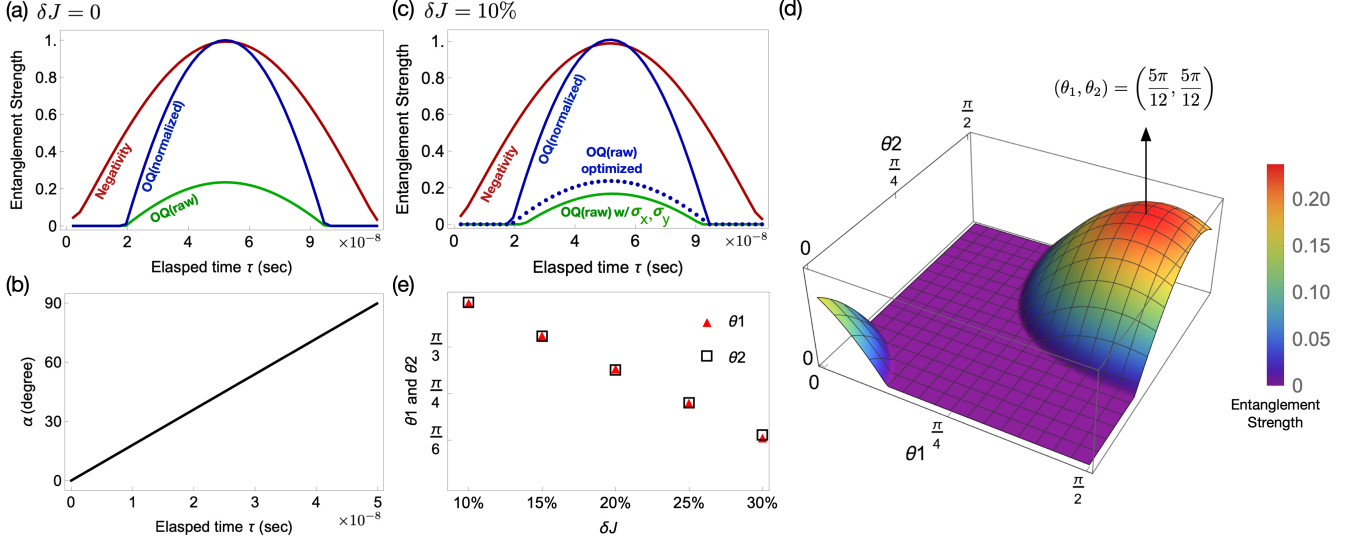 (a) δJ = 0
Entanglement Strength
1.
0.8
0.6
0.4
0.2
0
Negativity
OQ(normalized)
OQ(raw)
0 2 4 6 9 ×10⁻⁸
Elasped time τ (sec)
(b)
α (degree)
90
60
30
0
0 1 2 3 4 5
×10⁻⁸
Elasped time τ (sec)
(c) δJ = 10%
Entanglement Strength
1.
0.8
0.6
0.4
0.2
0
Negativity
OQ(normalized)
OQ(raw)
optimized
OQ(raw) w/ σx,σy
0 2 4 6 9 ×10⁻⁸
Elasped time τ (sec)
(e)
θ1 and θ2
π/3
π/4
π/6
θ1
θ2
10% 15% 20% 25% 30%
δJ
(d)
(θ₁, θ₂) = (5π/12, 5π/12)
π/2
θ2
π/4
0
0
0
θ1
π/4
π/2
0.20
0.15
0.10
0.05
0
Entanglement
Strength